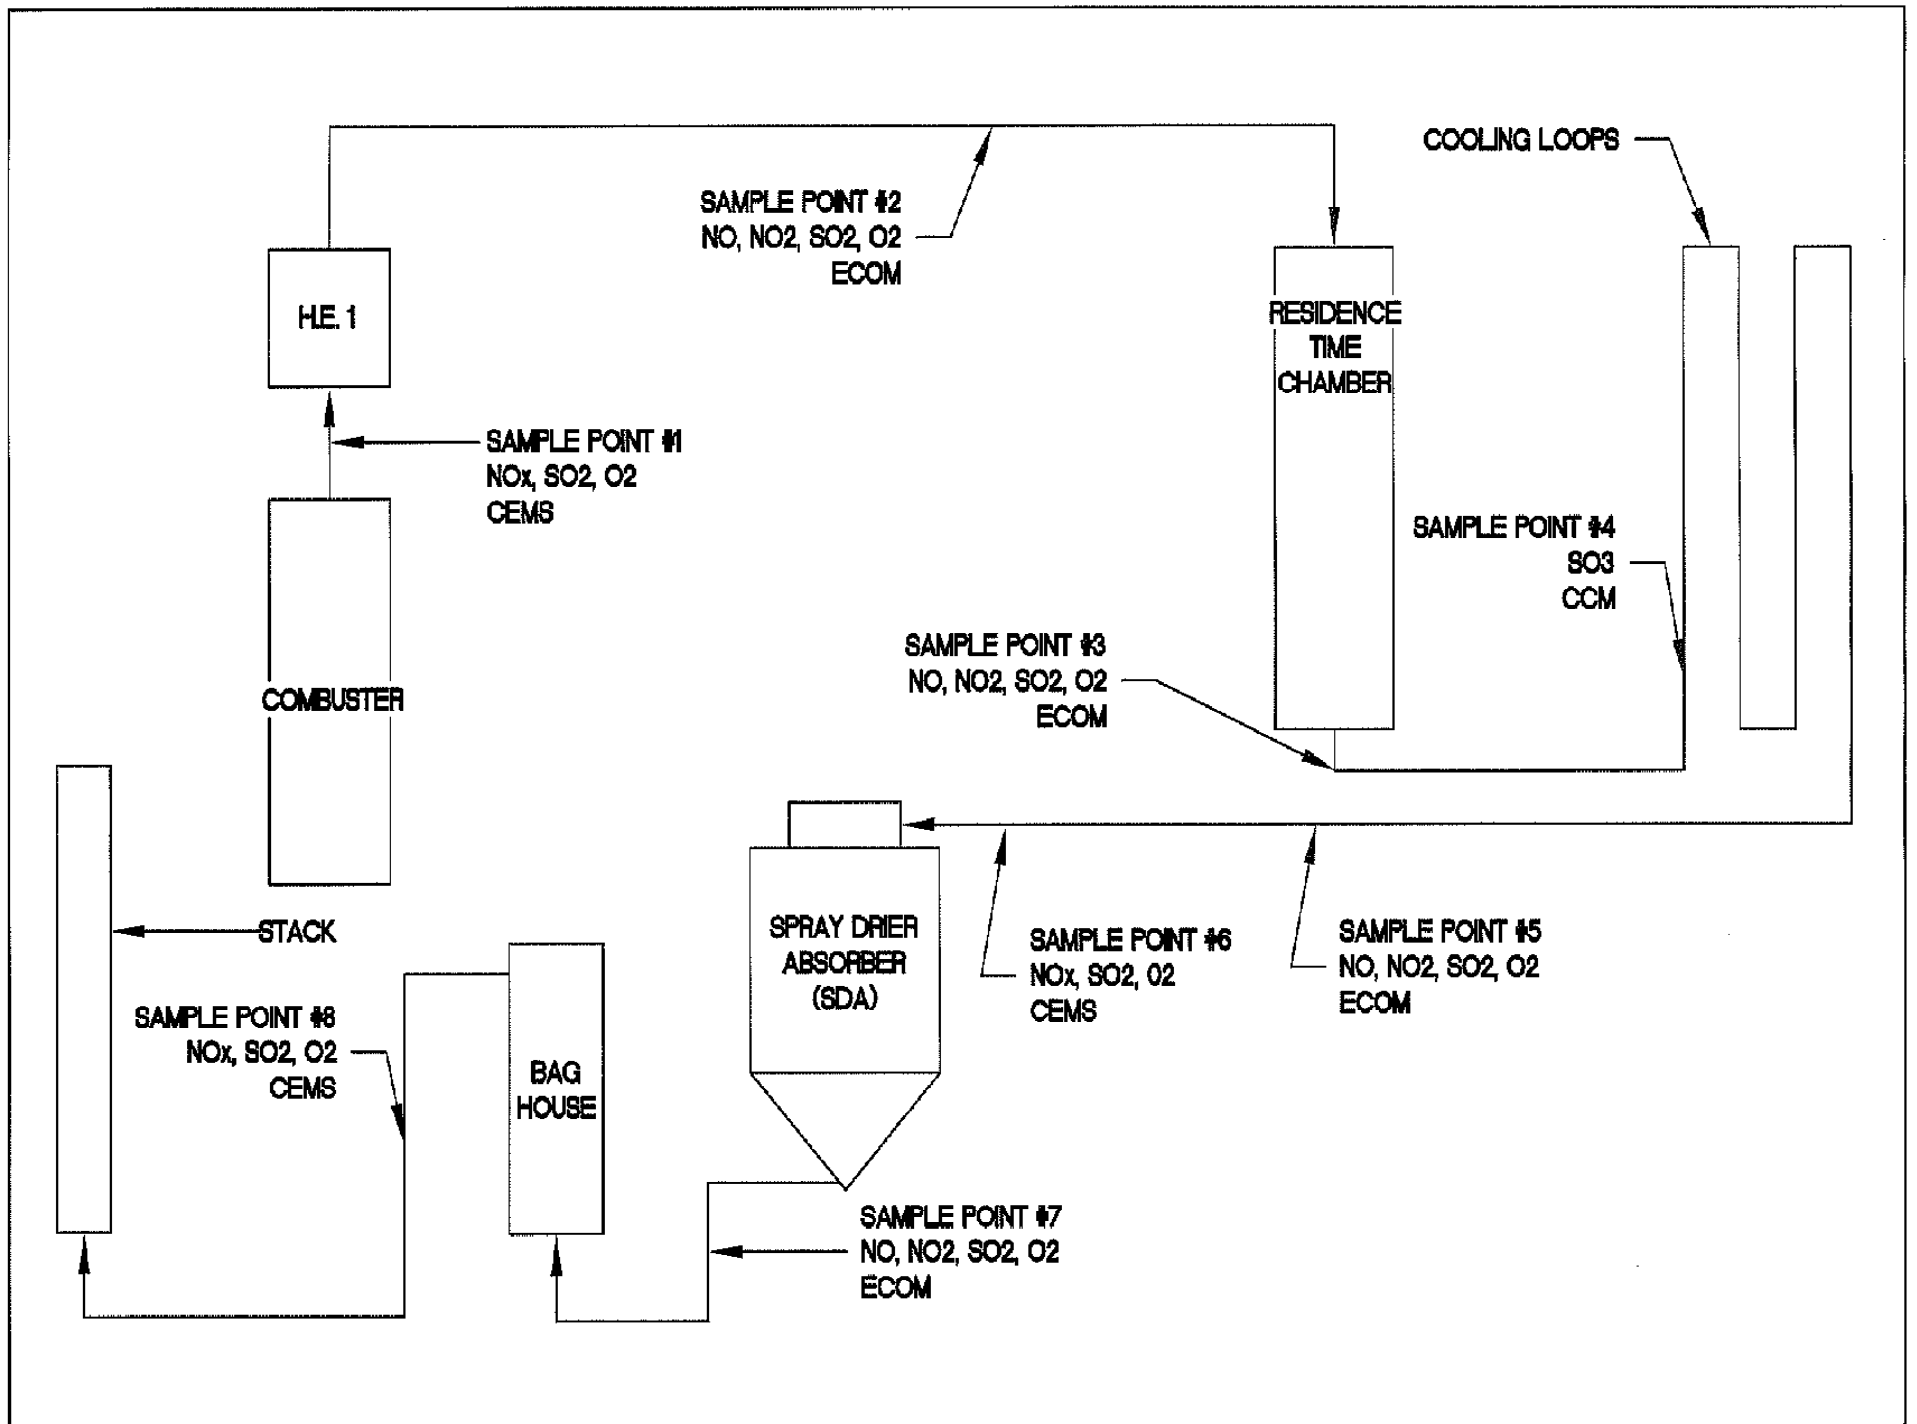 COOLING LOOPS
SAMPLE POINT #2
NO, NO2, SO2, O2
ECOM
H.E. 1
RESIDENCE
TIME
CHAMBER
SAMPLE POINT #1
NOx, SO2, O2
CEMS
SAMPLE POINT #4
SO3
CCM
SAMPLE POINT #3
NO, NO2, SO2, O2
ECOM
COMBUSTER
STACK
SPRAY DRIER
ABSORBER
(SDA)
SAMPLE POINT #6
NOx, SO2, 02
CEMS
SAMPLE POINT #5
NO, NO2, SO2, O2
ECOM
SAMPLE POINT #8
NOx, SO2, O2
CEMS
BAG
HOUSE
SAMPLE POINT #7
NO, NO2, SO2, O2
ECOM